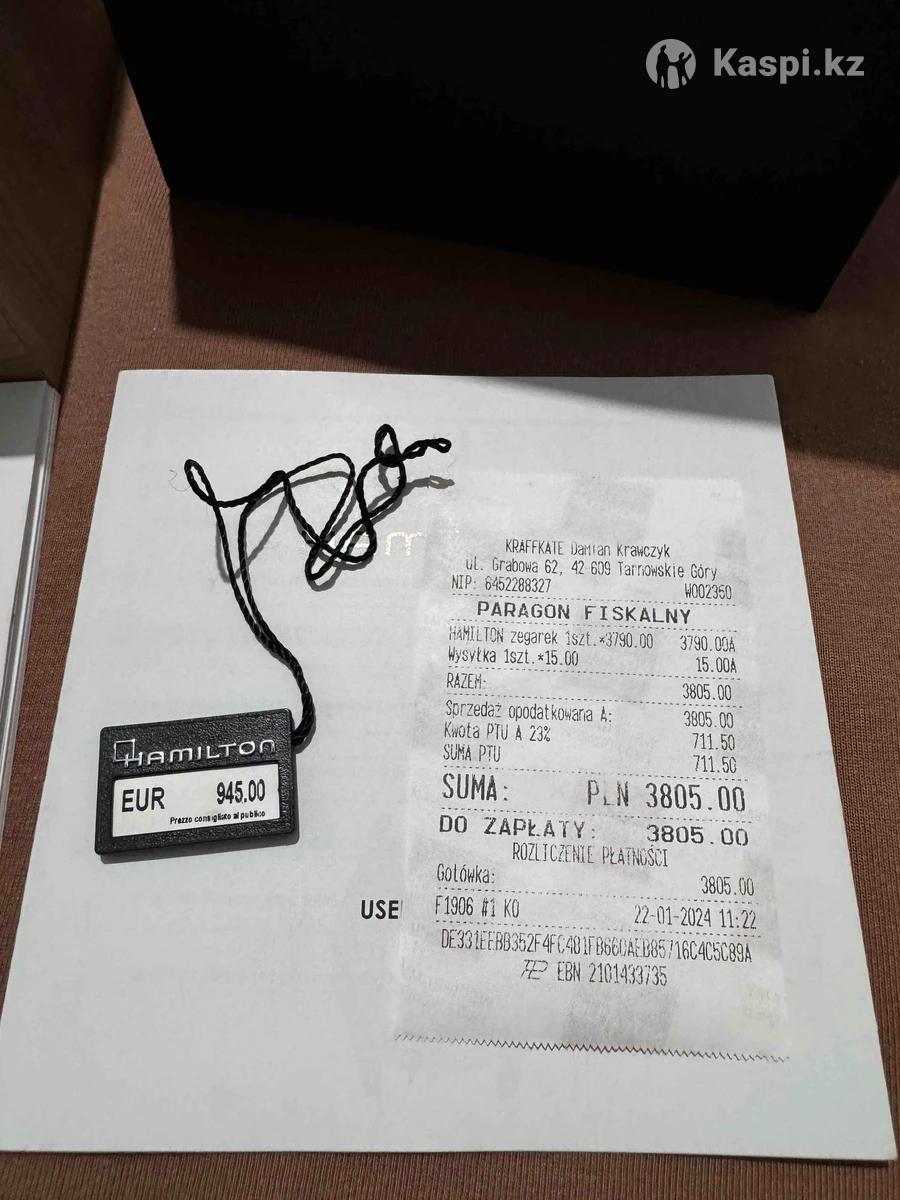 Kaspi.kz
KRAFFKATE Damian Krawczyk
ul. Grabowa 62, 42-609 Tarnowskie Góry
NIP: 6452288327 W002350
PARAGON FISKALNY
HAMILTON zegarek 1szt.*3790.00 3790.00A
Wysyłka 1szt.*15.00 15.00A
RAZEM: 3805.00
Sprzedaż opodatkowana A: 3805.00
Kwota PTU A 23% 711.50
SUMA PTU 711.50
SUMA: PLN 3805.00
DO ZAPŁATY: 3805.00
ROZLICZENIE PŁATNOŚCI
Gotówka: 3805.00
F1906 #1 K0 22-01-2024 11:22
EBN 2101433735
HAMILTON
EUR 945.00
Prezzo consigliato al pubblico
USE